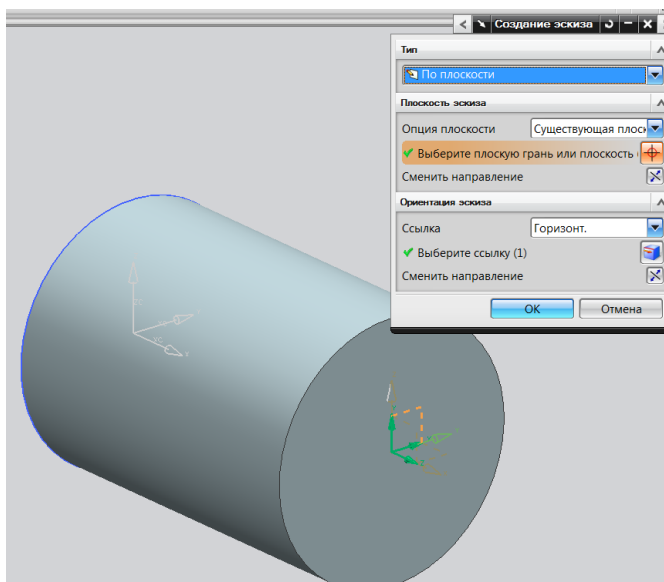 Создание эскиза
Тип
По плоскости
Плоскость эскиза
Опция плоскости Существующая плоск
Выберите плоскую грань или плоскость
Сменить направление
Ориентация эскиза
Ссылка Горизонт.
Выберите ссылку (1)
Сменить направление
OK Отмена